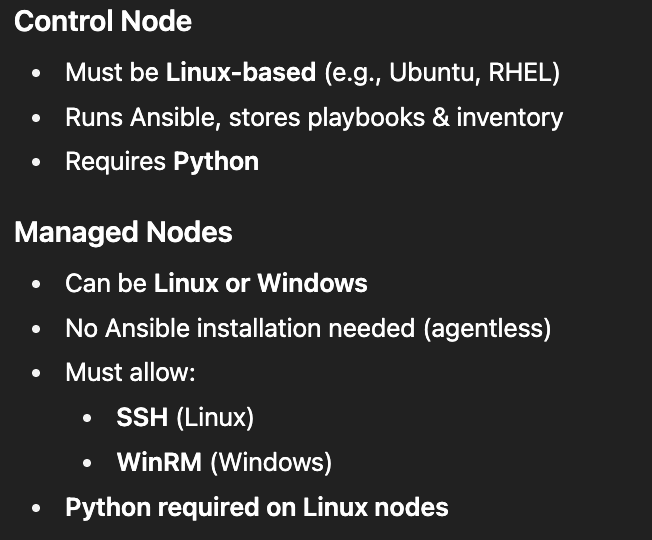 Control Node
• Must be Linux-based (e.g., Ubuntu, RHEL)
• Runs Ansible, stores playbooks & inventory
• Requires Python
Managed Nodes
• Can be Linux or Windows
• No Ansible installation needed (agentless)
• Must allow:
• SSH (Linux)
• WinRM (Windows)
• Python required on Linux nodes